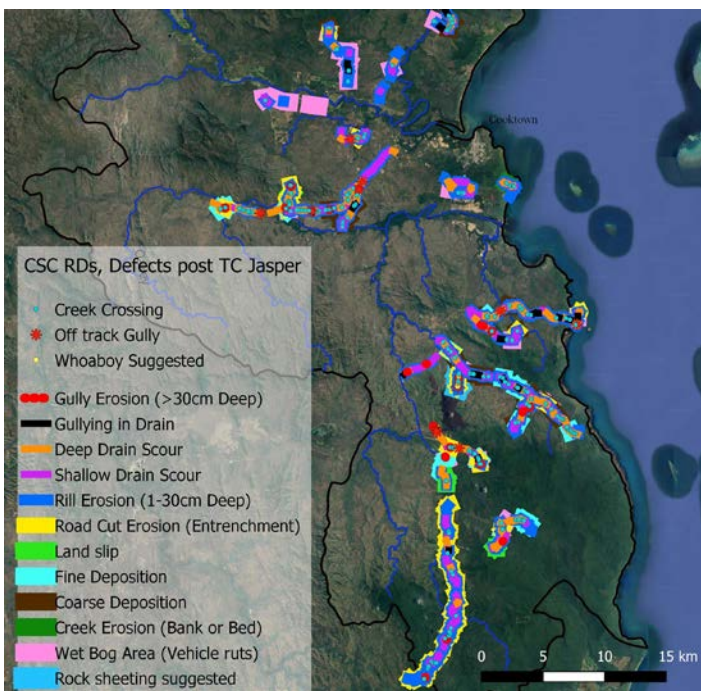 Cooktown
CSC RDs, Defects post TC Jasper
Creek Crossing
Off track Gully
Whoaboy Suggested
Gully Erosion (>30cm Deep)
Gullying in Drain
Deep Drain Scour
Shallow Drain Scour
Rill Erosion (1-30cm Deep)
Road Cut Erosion (Entrenchment)
Land slip
Fine Deposition
Coarse Deposition
Creek Erosion (Bank or Bed)
Wet Bog Area (Vehicle ruts)
Rock sheeting suggested
0 5 10 15 km